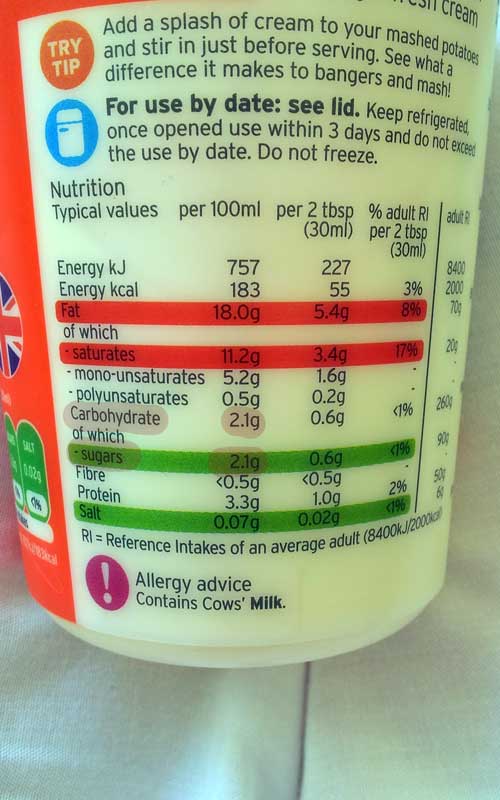 resh cream
TRY
TIP
Add a splash of cream to your mashed potatoes
and stir in just before serving. See what a
difference it makes to bangers and mash!
For use by date: see lid. Keep refrigerated,
once opened use within 3 days and do not exceed
the use by date. Do not freeze.
Nutrition
Typical values per 100ml per 2 tbsp (30ml) % adult RI per 2 tbsp (30ml) adult RI
Energy kJ 757 227 8400
Energy kcal 183 55 3% 2000
Fat 18.0g 5.4g 8% 70g
of which
- saturates 11.2g 3.4g 17% 20g
- mono-unsaturates 5.2g 1.6g - -
- polyunsaturates 0.5g 0.2g - -
Carbohydrate 2.1g 0.6g <1% 260g
of which
- sugars 2.1g 0.6g <1% 90g
Fibre <0.5g <0.5g - -
Protein 3.3g 1.0g 2% 50g
Salt 0.07g 0.02g <1% 6g
RI = Reference Intakes of an average adult (8400kJ/2000kcal)
SALT
0.02g
<1%
!
Allergy advice
Contains Cows' Milk.